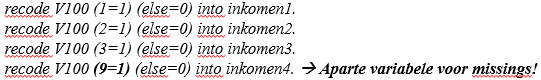 recode V100 (1=1) (else=0) into inkomen1.
recode V100 (2=1) (else=0) into inkomen2.
recode V100 (3=1) (else=0) into inkomen3.
recode V100 (9=1) (else=0) into inkomen4. → Aparte variabele voor missings!